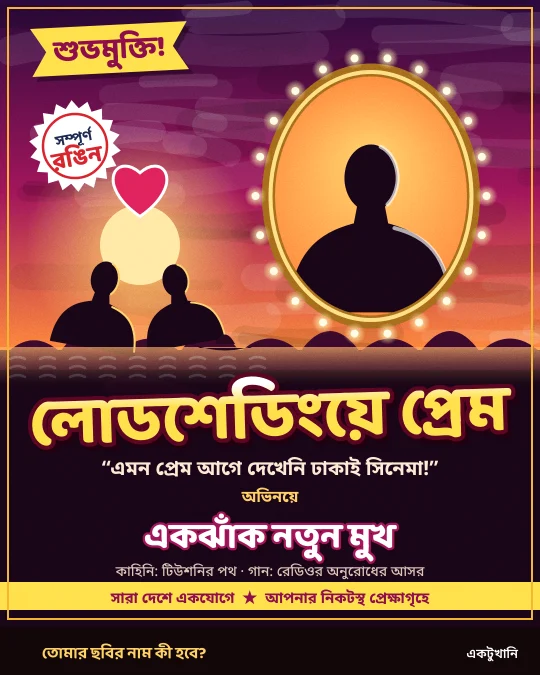 শুভমুক্তি!
সম্পূর্ণ
রঙিন
লোডশেডিংয়ে প্রেম
“এমন প্রেম আগে দেখেনি ঢাকাই সিনেমা!”
অভিনয়ে
একঝাঁক নতুন মুখ
কাহিনি: টিউশনির পথ · গান: রেডিওর অনুরোধের আসর
সারা দেশে একযোগে ★ আপনার নিকটস্থ প্রেক্ষাগৃহে
তোমার ছবির নাম কী হবে?
একটুখানি